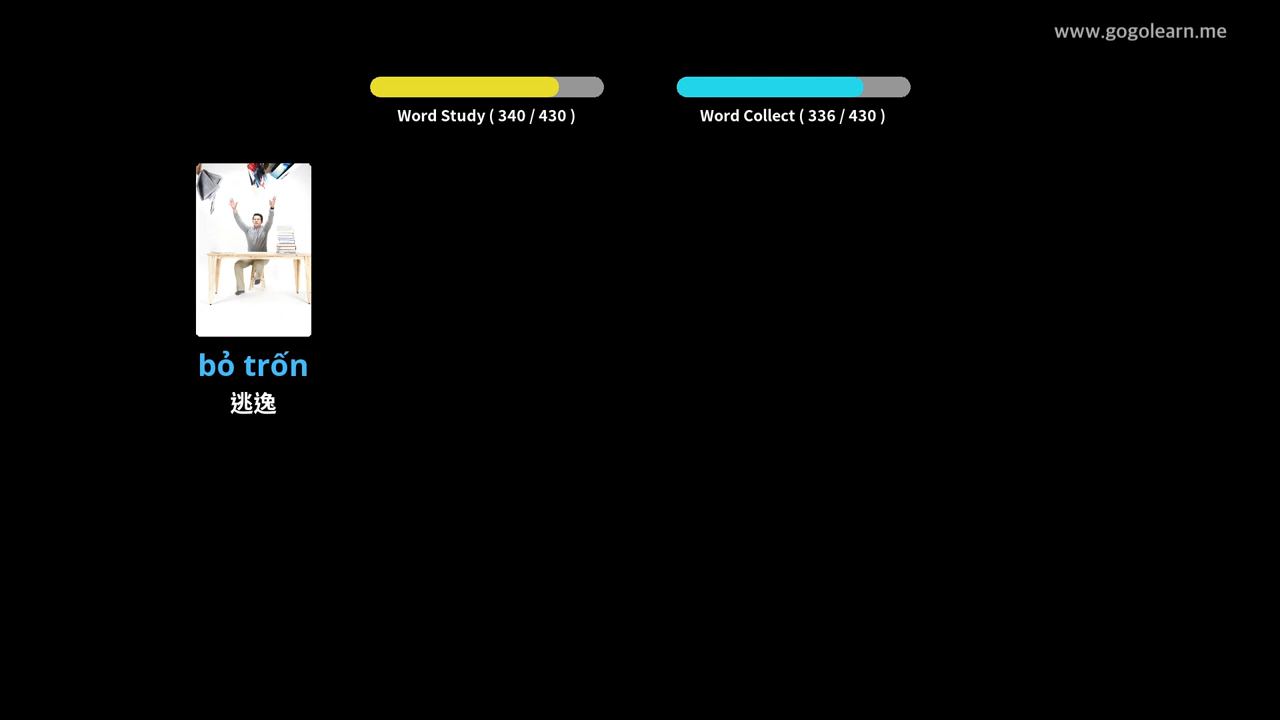 www.gogolearn.me
Word Study ( 340 / 430 )
Word Collect ( 336 / 430 )
bỏ trốn
逃逸